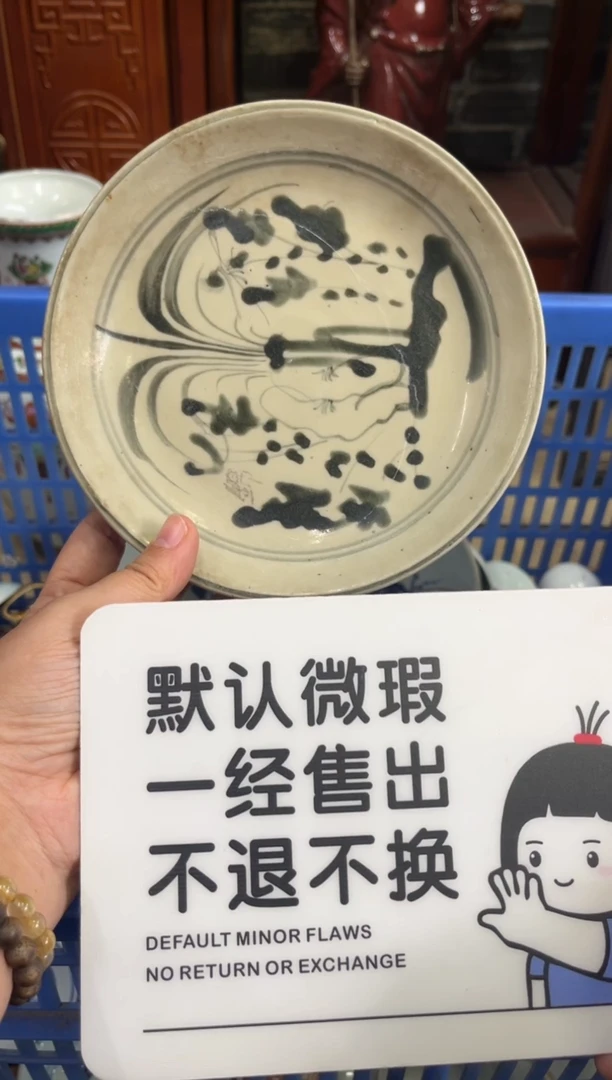 默认微瑕
一经售出
不退不换
DEFAULT MINOR FLAWS
NO RETURN OR EXCHANGE